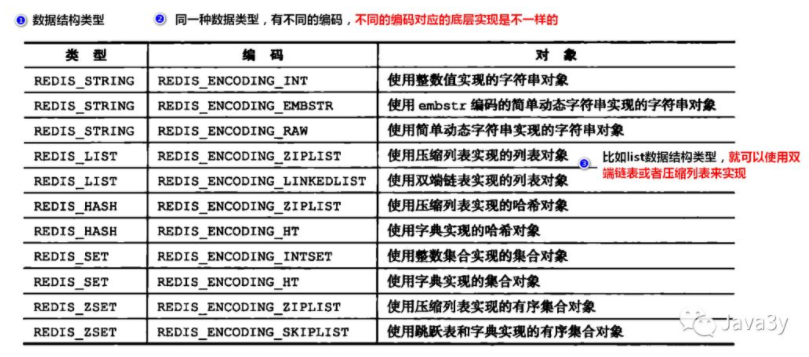 1 数据结构类型 2 同一种数据类型，有不同的编码，不同的编码对应的底层实现是不一样的
类 型 编 码 对 象
REDIS_STRING REDIS_ENCODING_INT 使用整数值实现的字符串对象
REDIS_STRING REDIS_ENCODING_EMBSTR 使用 embstr 编码的简单动态字符串实现的字符串对象
REDIS_STRING REDIS_ENCODING_RAW 使用简单动态字符串实现的字符串对象
REDIS_LIST REDIS_ENCODING_ZIPLIST 使用压缩列表实现的列表对象
3 比如list数据结构类型，就可以使用双
端链表或者压缩列表来实现
REDIS_LIST REDIS_ENCODING_LINKEDLIST 使用双端链表实现的列表对象
REDIS_HASH REDIS_ENCODING_ZIPLIST 使用压缩列表实现的哈希对象
REDIS_HASH REDIS_ENCODING_HT 使用字典实现的哈希对象
REDIS_SET REDIS_ENCODING_INTSET 使用整数集合实现的集合对象
REDIS_SET REDIS_ENCODING_HT 使用字典实现的集合对象
REDIS_ZSET REDIS_ENCODING_ZIPLIST 使用压缩列表实现的有序集合对象
REDIS_ZSET REDIS_ENCODING_SKIPLIST 使用跳跃表和字典实现的有序集合对象
Java3y